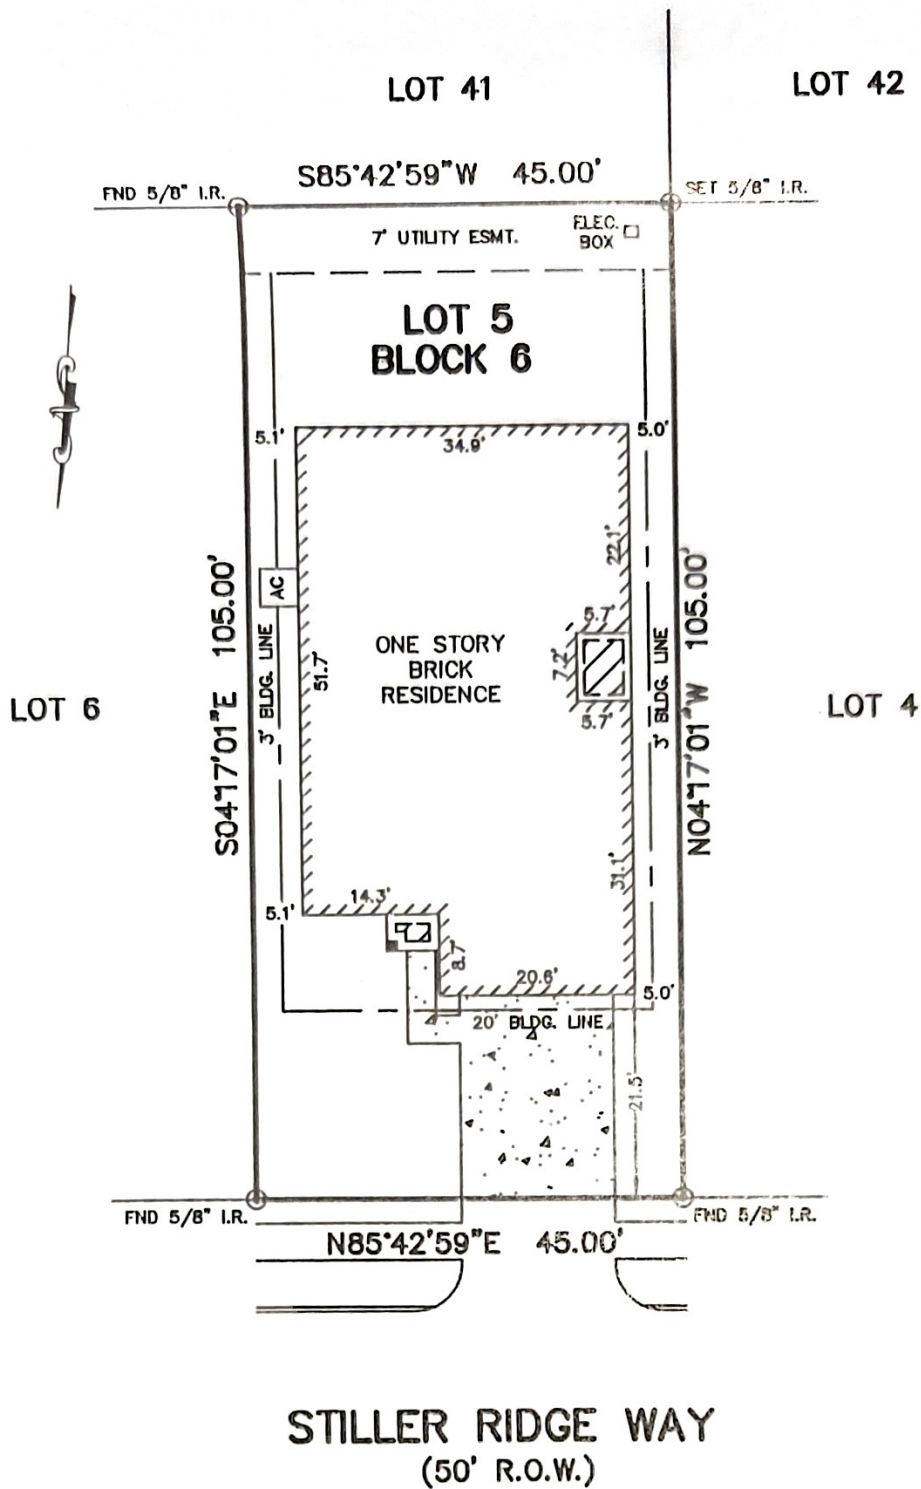 LOT 41
LOT 42
S85°42'59"W 45.00'
FND 5/8" I.R.
SET 5/8" I.R.
7' UTILITY ESMT.
ELEC.
BOX
LOT 5
BLOCK 6
5.1'
34.9'
5.0'
22.1'
S04°17'01"E 105.00'
AC
3' BLDG. LINE
51.7'
ONE STORY
BRICK
RESIDENCE
5.7'
7.2'
5.7'
3' BLDG. LINE
N04°17'01"W 105.00'
LOT 6
LOT 4
31.1'
14.3'
5.1'
8.7'
20.6'
5.0'
20' BLDG. LINE
21.5'
FND 5/8" I.R.
FND 5/8" I.R.
N85°42'59"E 45.00'
STILLER RIDGE WAY
(50' R.O.W.)